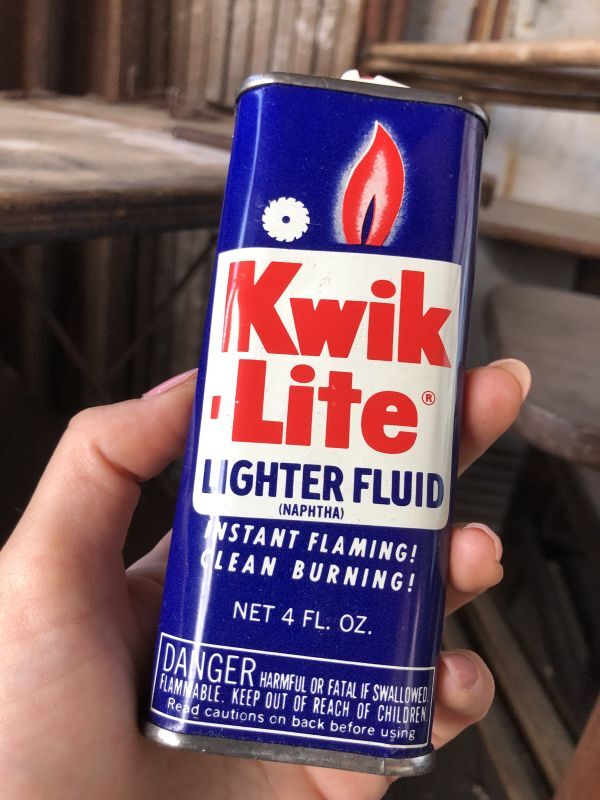 Kwik
-Lite®
LIGHTER FLUID
(NAPHTHA)
INSTANT FLAMING!
CLEAN BURNING!
NET 4 FL. OZ.
DANGER HARMFUL OR FATAL IF SWALLOWED.
FLAMMABLE. KEEP OUT OF REACH OF CHILDREN.
Read cautions on back before using